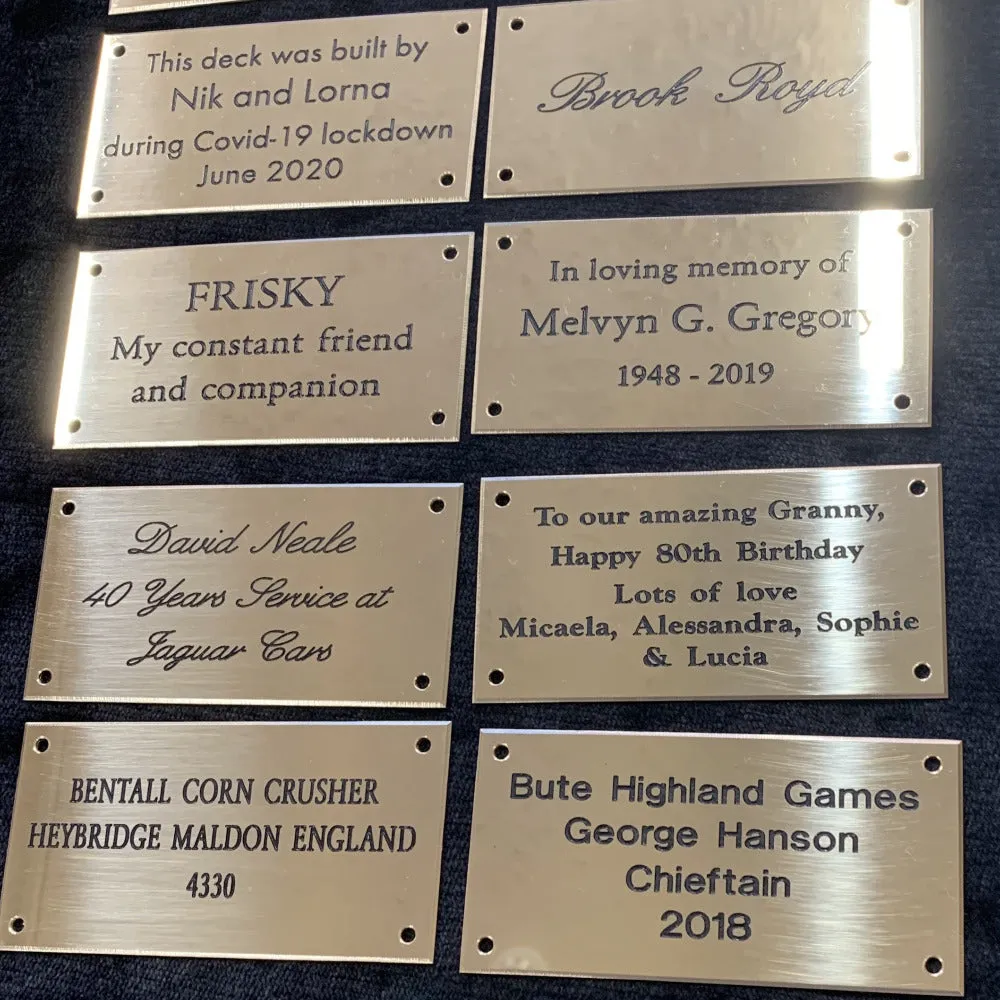 This deck was built by
Nik and Lorna
during Covid-19 lockdown
June 2020
Brook Royd
FRISKY
My constant friend
and companion
In loving memory of
Melvyn G. Gregory
1948 - 2019
David Neale
40 Years Service at
Jaguar Cars
To our amazing Granny,
Happy 80th Birthday
Lots of love
Micaela, Alessandra, Sophie
& Lucia
BENTALL CORN CRUSHER
HEYBRIDGE MALDON ENGLAND
4330
Bute Highland Games
George Hanson
Chieftain
2018